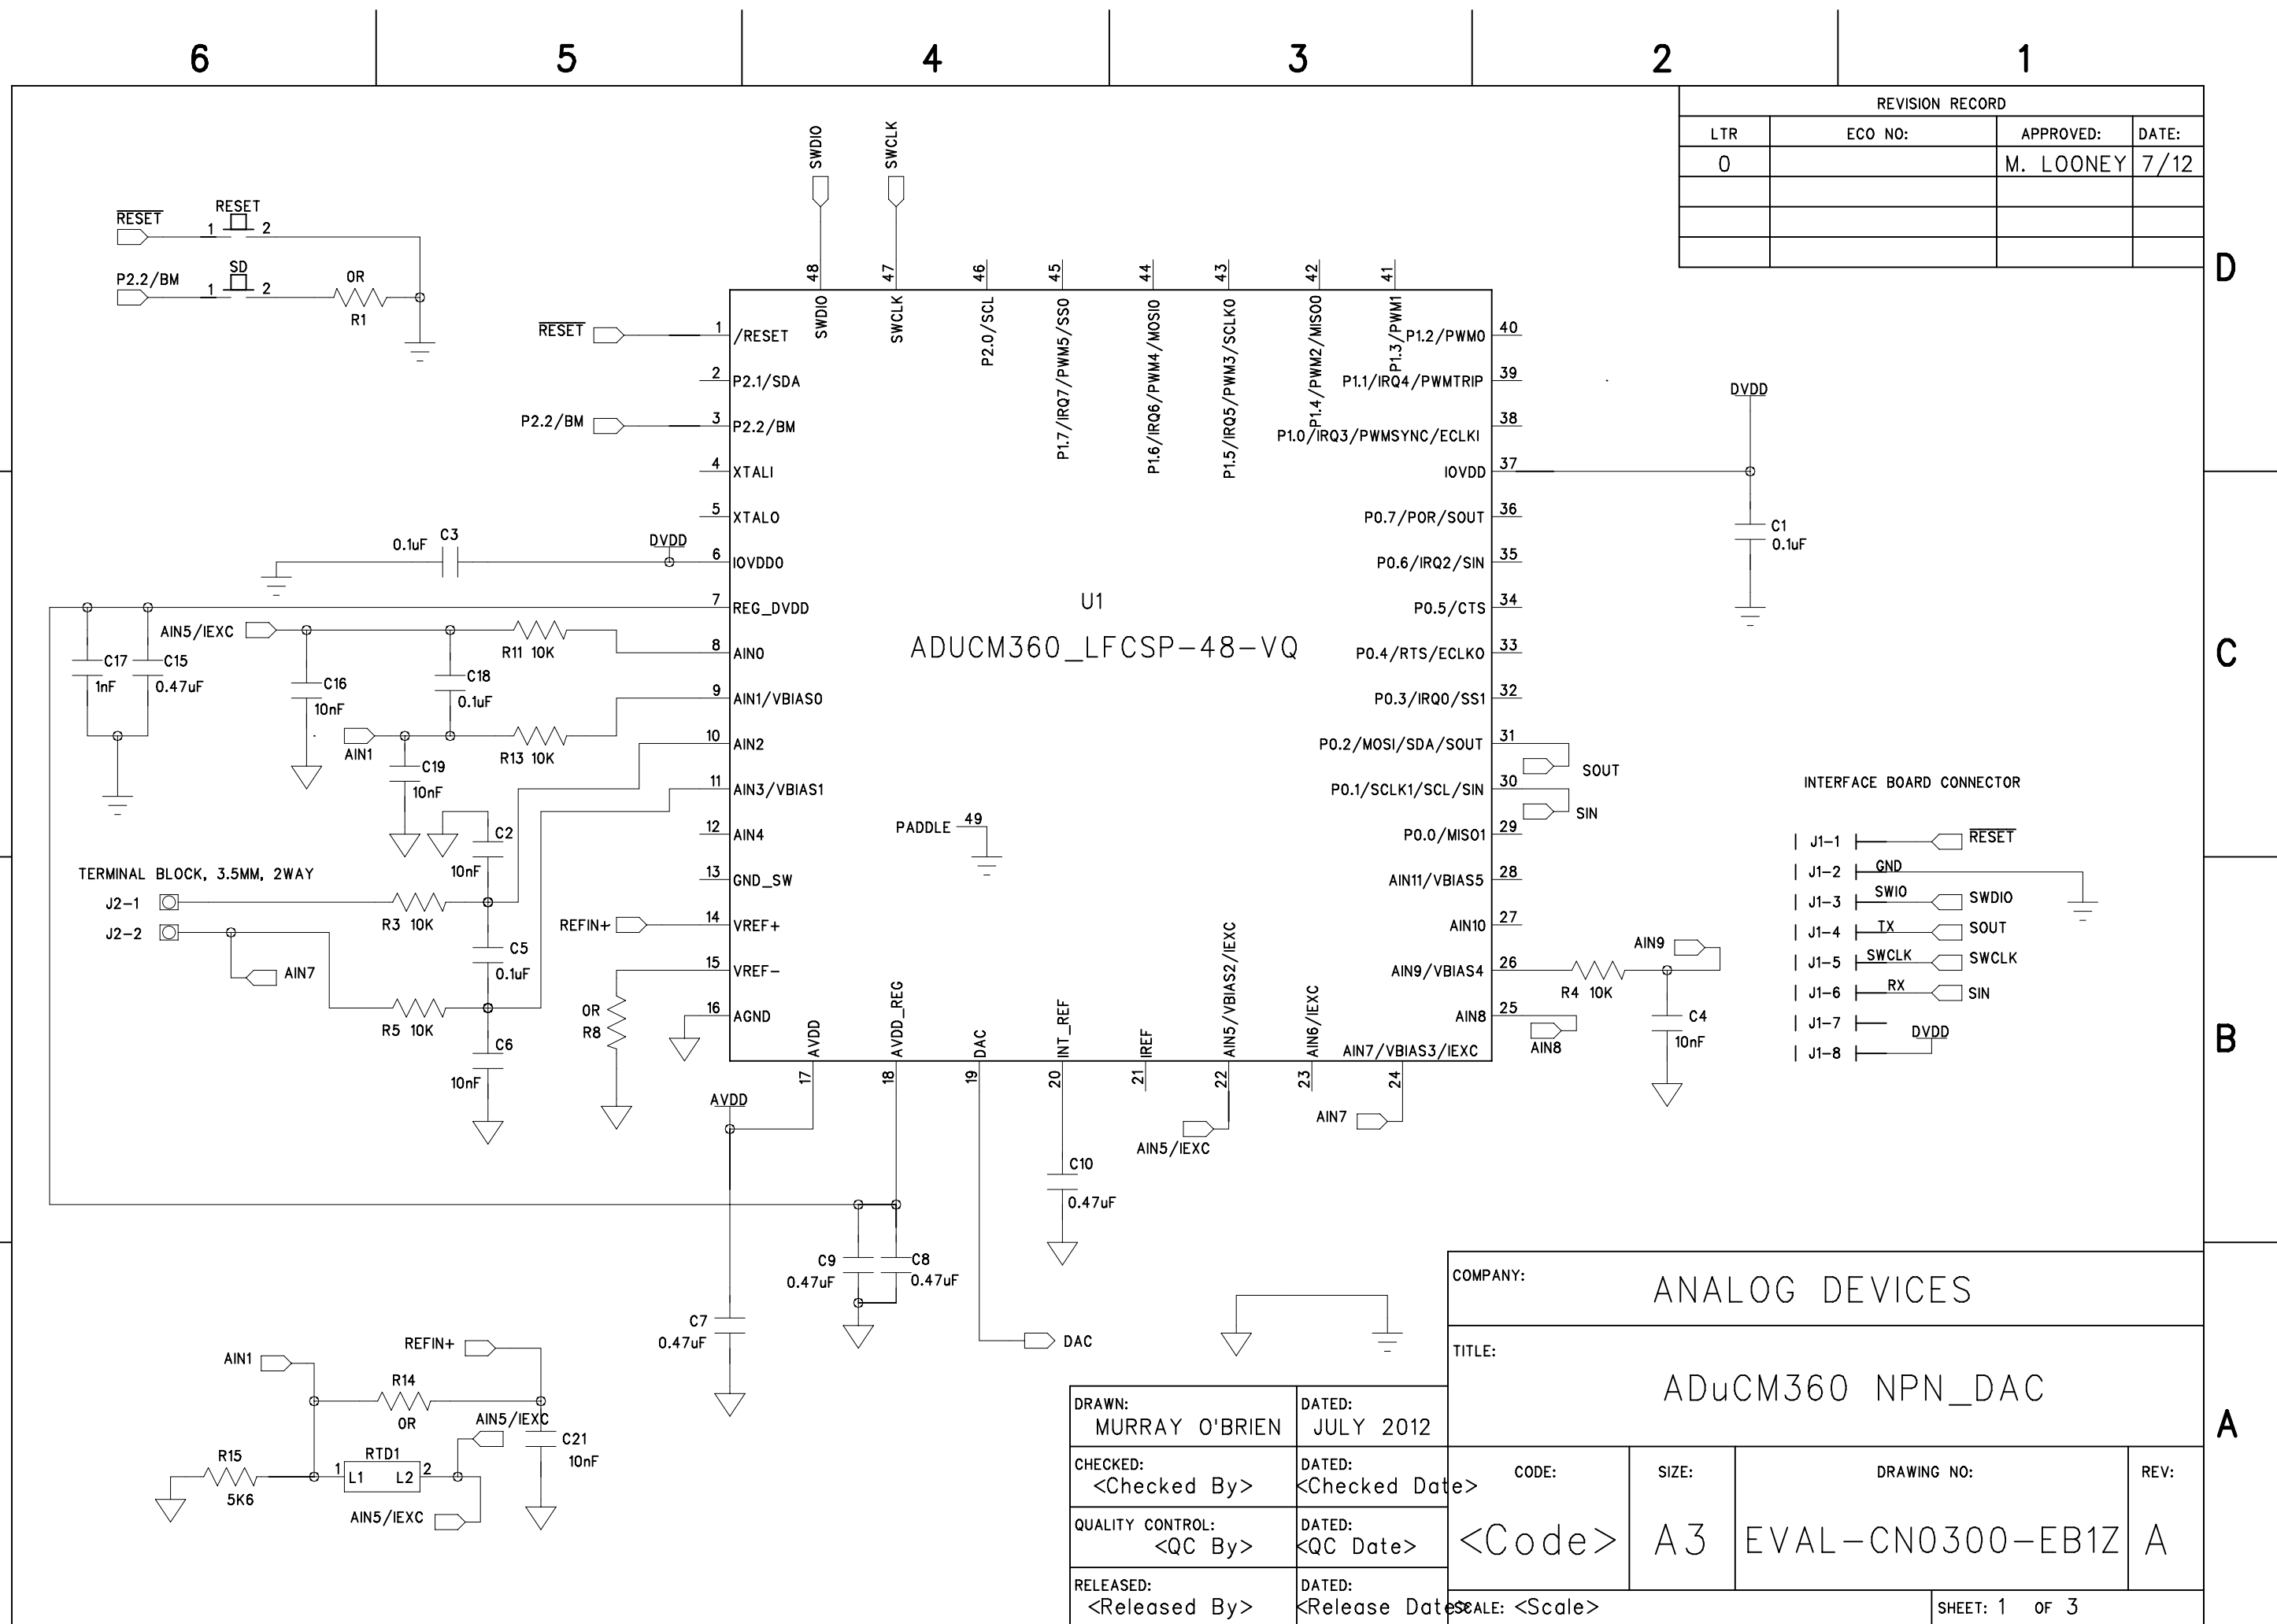 6 5 4 3 2 1
REVISION RECORD
LTR ECO NO: APPROVED: DATE:
0 M. LOONEY 7/12
D
C
B
A
RESET
RESET
1 2
P2.2/BM
SD
1 2
0R
R1
SWDIO
SWCLK
48 47 46 45 44 43 42 41
SWDIO
SWCLK
P2.0/SCL
P1.7/IRQ7/PWM5/SS0
P1.6/IRQ6/PWM4/MOSI0
P1.5/IRQ5/PWM3/SCLK0
P1.4/PWM2/MISO0
P1.3/PWM1
RESET
1 /RESET
2 P2.1/SDA
P2.2/BM
3 P2.2/BM
4 XTALI
5 XTALO
0.1uF C3
DVDD
6 IOVDD0
7 REG_DVDD
8 AIN0
9 AIN1/VBIAS0
10 AIN2
11 AIN3/VBIAS1
12 AIN4
13 GND_SW
REFIN+
14 VREF+
15 VREF-
16 AGND
U1
ADUCM360_LFCSP-48-VQ
PADDLE 49
P1.2/PWM0 40
P1.1/IRQ4/PWMTRIP 39
P1.0/IRQ3/PWMSYNC/ECLKI 38
IOVDD 37
P0.7/POR/SOUT 36
P0.6/IRQ2/SIN 35
P0.5/CTS 34
P0.4/RTS/ECLKO 33
P0.3/IRQ0/SS1 32
P0.2/MOSI/SDA/SOUT 31
SOUT
P0.1/SCLK1/SCL/SIN 30
SIN
P0.0/MISO1 29
AIN11/VBIAS5 28
AIN10 27
AIN9/VBIAS4 26
AIN8 25
AIN8
AIN9
R4 10K
C4
10nF
DVDD
C1
0.1uF
AIN5/IEXC
R11 10K
C17
1nF
C15
0.47uF
C16
10nF
C18
0.1uF
AIN1
R13 10K
C19
10nF
C2
10nF
TERMINAL BLOCK, 3.5MM, 2WAY
J2-1
J2-2
AIN7
R3 10K
C5
0.1uF
R5 10K
C6
10nF
0R
R8
AVDD
AVDD_REG
DAC
INT_REF
IREF
AIN5/VBIAS2/IEXC
AIN6/IEXC
AIN7/VBIAS3/IEXC
17 18 19 20 21 22 23 24
AVDD
AIN5/IEXC
AIN7
C10
0.47uF
C9
0.47uF
C8
0.47uF
C7
0.47uF
DAC
INTERFACE BOARD CONNECTOR
J1-1 RESET
J1-2 GND
J1-3 SWIO SWDIO
J1-4 TX SOUT
J1-5 SWCLK SWCLK
J1-6 RX SIN
J1-7
J1-8 DVDD
AIN1
REFIN+
R14
0R
AIN5/IEXC
C21
10nF
R15
5K6
RTD1
1 L1 L2 2
AIN5/IEXC
COMPANY:
ANALOG DEVICES
TITLE:
ADuCM360 NPN_DAC
DRAWN:
MURRAY O'BRIEN
DATED:
JULY 2012
CHECKED:
<Checked By>
DATED:
<Checked Date>
QUALITY CONTROL:
<QC By>
DATED:
<QC Date>
RELEASED:
<Released By>
DATED:
<Release Date>
CODE:
<Code>
SIZE:
A3
DRAWING NO:
EVAL-CN0300-EB1Z
REV:
A
SCALE: <Scale>
SHEET: 1 OF 3